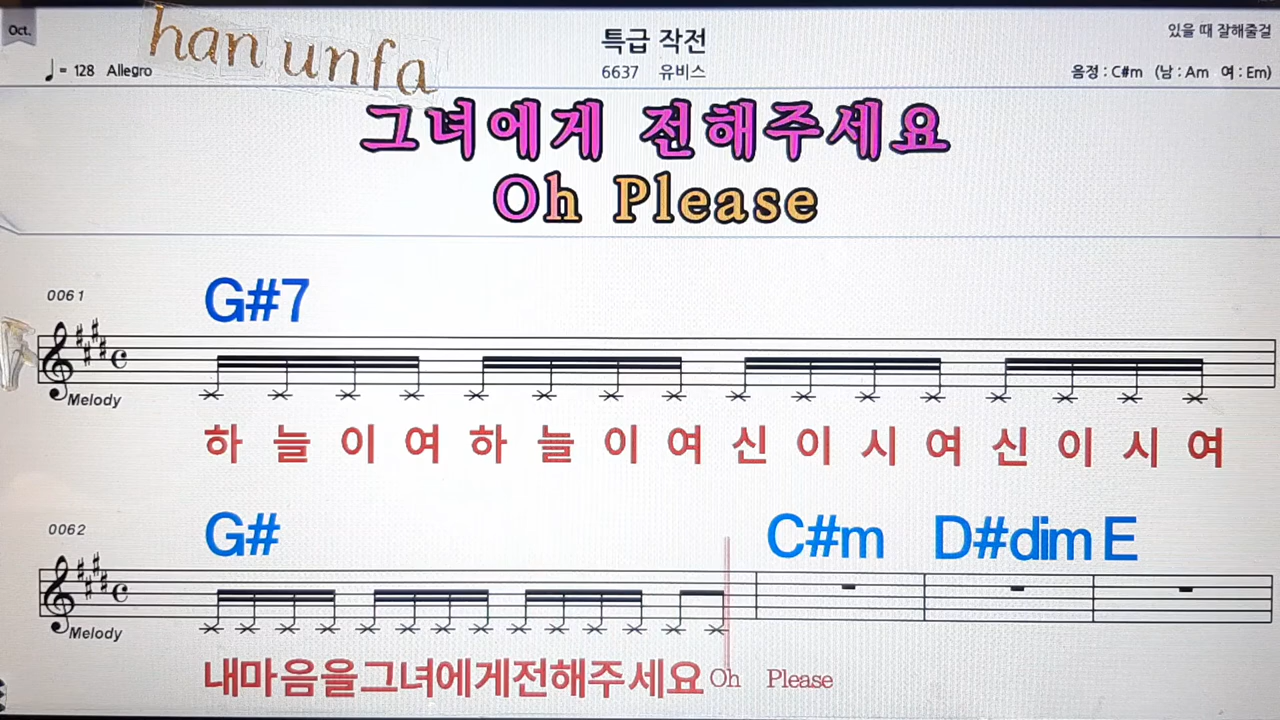 Oct.
han unfa
특급 작전
있을 때 잘해줄걸
♩= 128 Allegro
6637 유비스
음정 : C#m (남 : Am 여 : Em)
그녀에게 전해주세요
Oh Please
0061
G#7
Melody
하 늘 이 여 하 늘 이 여 신 이 시 여 신 이 시 여
0062
G# C#m D#dim E
Melody
내마음을그녀에게전해주세요 Oh Please